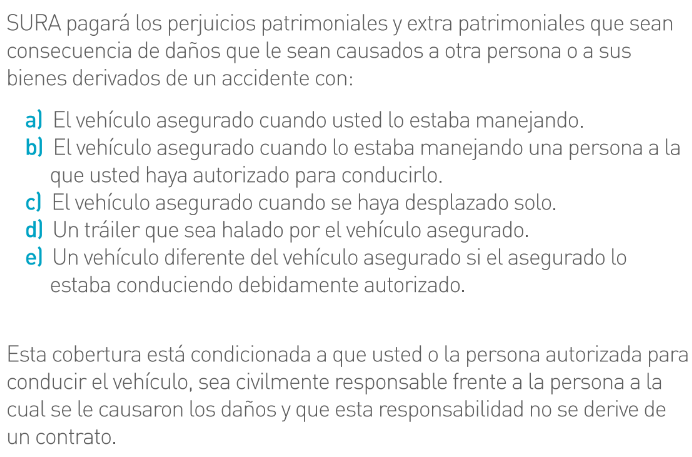 SURA pagará los perjuicios patrimoniales y extra patrimoniales que sean
consecuencia de daños que le sean causados a otra persona o a sus
bienes derivados de un accidente con:
a) El vehículo asegurado cuando usted lo estaba manejando.
b) El vehículo asegurado cuando lo estaba manejando una persona a la
que usted haya autorizado para conducirlo.
c) El vehículo asegurado cuando se haya desplazado solo.
d) Un tráiler que sea halado por el vehículo asegurado.
e) Un vehículo diferente del vehículo asegurado si el asegurado lo
estaba conduciendo debidamente autorizado.
Esta cobertura está condicionada a que usted o la persona autorizada para
conducir el vehículo, sea civilmente responsable frente a la persona a la
cual se le causaron los daños y que esta responsabilidad no se derive de
un contrato.